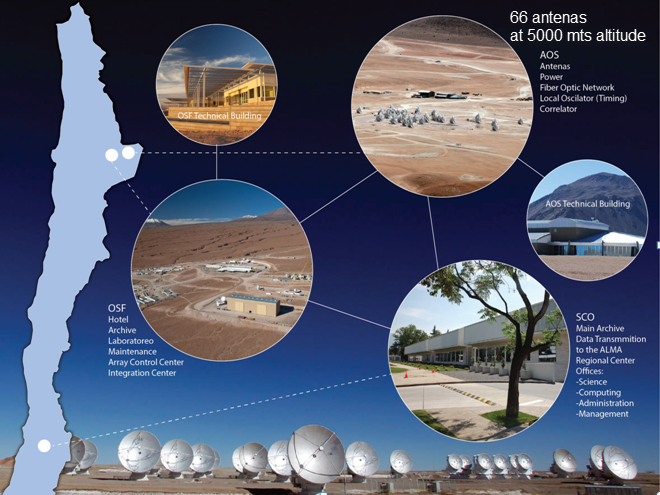 66 antenas
at 5000 mts altitude
AOS
Antenas
Power
Fiber Optic Network
Local Oscilator (Timing)
Correlator
OSF Technical Building
AOS Technical Building
OSF
Hotel
Archive
Laboratoreo
Maintenance
Array Control Center
Integration Center
SCO
Main Archive
Data Transmmition
to the ALMA
Regional Center
Offices:
-Science
-Computing
-Administration
-Management